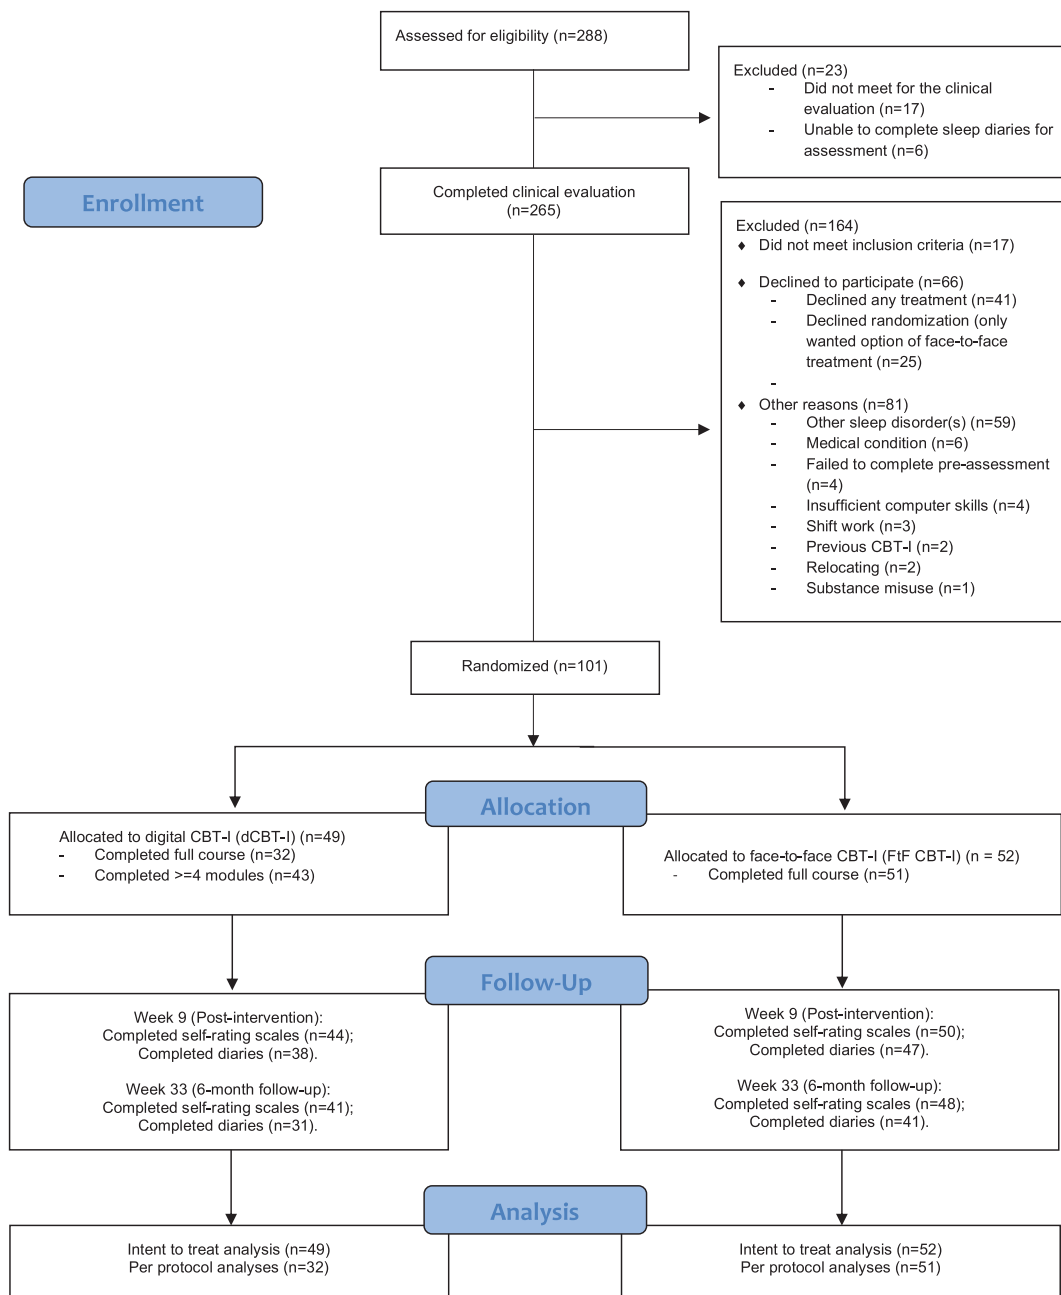 Assessed for eligibility (n=288)
Excluded (n=23)
- Did not meet for the clinical
evaluation (n=17)
- Unable to complete sleep diaries for
assessment (n=6)
Enrollment
Completed clinical evaluation
(n=265)
Excluded (n=164)
♦ Did not meet inclusion criteria (n=17)
♦ Declined to participate (n=66)
- Declined any treatment (n=41)
- Declined randomization (only
wanted option of face-to-face
treatment (n=25)
-
♦ Other reasons (n=81)
- Other sleep disorder(s) (n=59)
- Medical condition (n=6)
- Failed to complete pre-assessment
(n=4)
- Insufficient computer skills (n=4)
- Shift work (n=3)
- Previous CBT-I (n=2)
- Relocating (n=2)
- Substance misuse (n=1)
Randomized (n=101)
Allocation
Allocated to digital CBT-I (dCBT-I) (n=49)
- Completed full course (n=32)
- Completed >=4 modules (n=43)
Allocated to face-to-face CBT-I (FtF CBT-I) (n = 52)
- Completed full course (n=51)
Follow-Up
Week 9 (Post-intervention):
Completed self-rating scales (n=44);
Completed diaries (n=38).
Week 33 (6-month follow-up):
Completed self-rating scales (n=41);
Completed diaries (n=31).
Week 9 (Post-intervention):
Completed self-rating scales (n=50);
Completed diaries (n=47).
Week 33 (6-month follow-up):
Completed self-rating scales (n=48);
Completed diaries (n=41).
Analysis
Intent to treat analysis (n=49)
Per protocol analyses (n=32)
Intent to treat analysis (n=52)
Per protocol analyses (n=51)